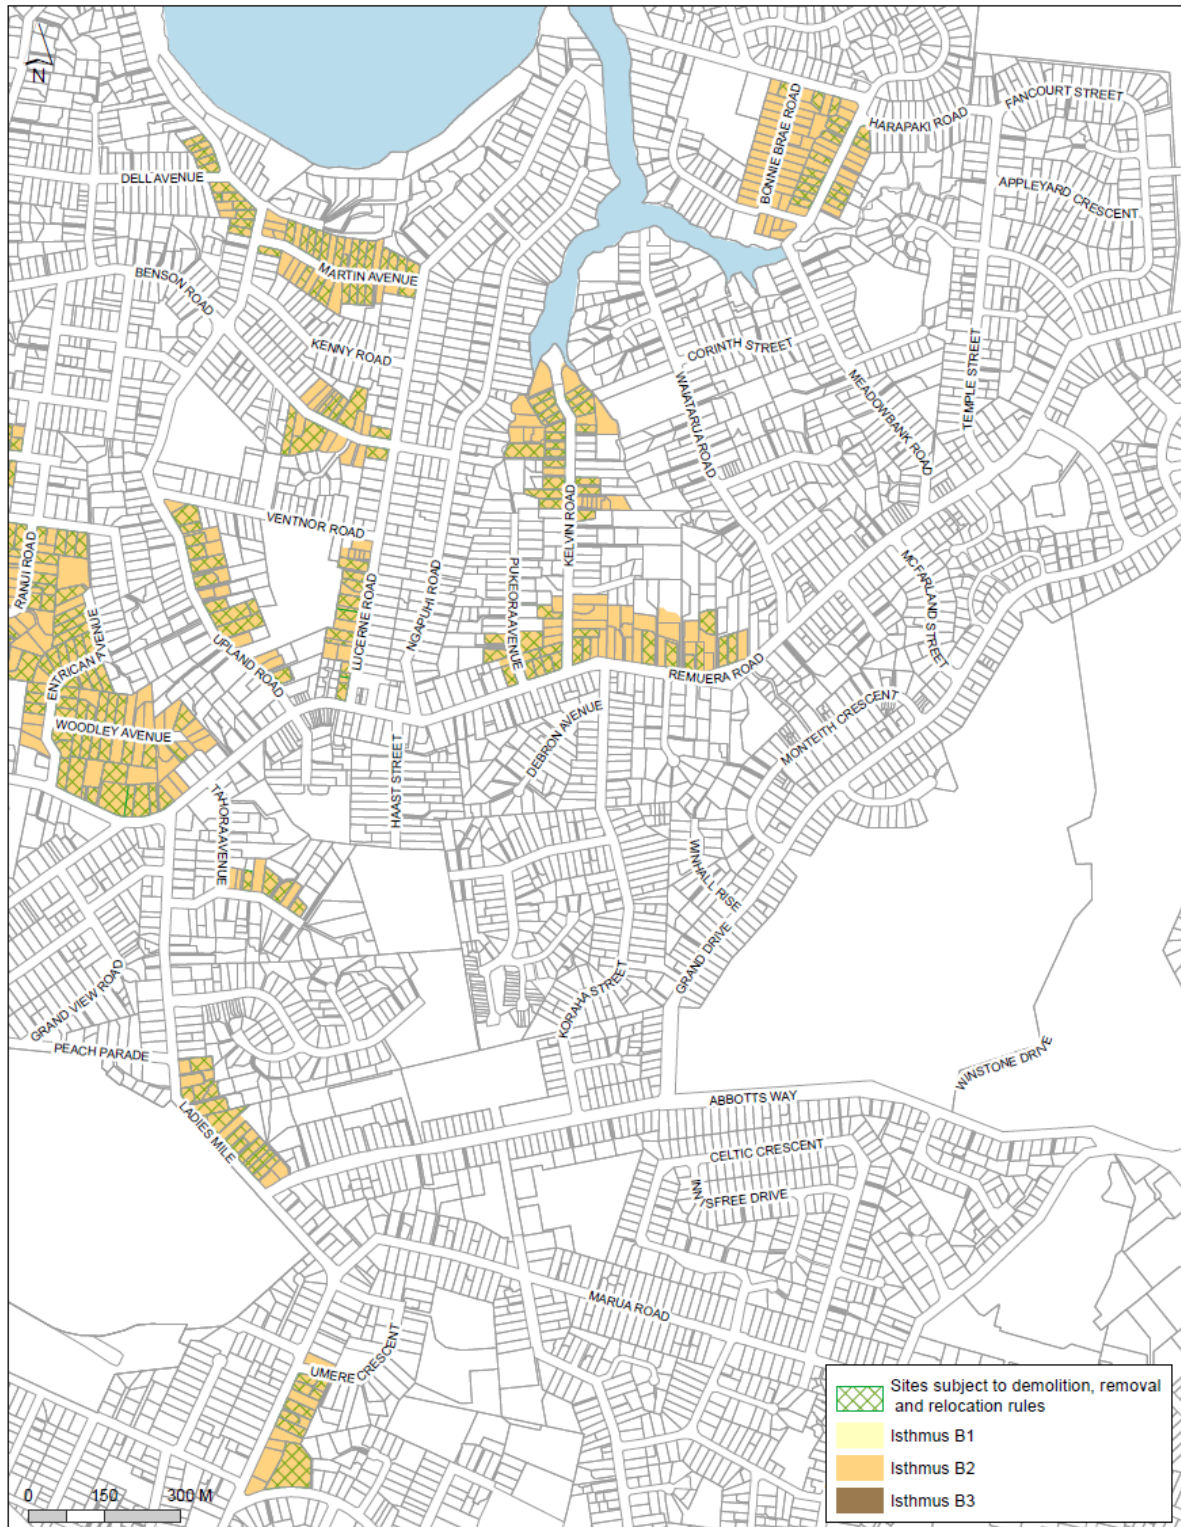 N
FANCOURT STREET
HARAPAKI ROAD
BONNIE BRAE ROAD
DELL AVENUE
APPLEYARD CRESCENT
MARTIN AVENUE
BENSON ROAD
KENNY ROAD
CORINTH STREET
WAIATARUA ROAD
MEADOWBANK ROAD
TEMPLE STREET
VENTNOR ROAD
KELVIN ROAD
RANUI ROAD
LUCERNE ROAD
NGAPUHI ROAD
PUKEORA AVENUE
MCFARLAND STREET
ENTRICAN AVENUE
UPLAND ROAD
REMUERA ROAD
WOODLEY AVENUE
MONTEITH CRESCENT
DEBRON AVENUE
HAAST STREET
TAHORA AVENUE
WINHALL RISE
GRAND DRIVE
GRAND VIEW ROAD
KORAHA STREET
PEACH PARADE
WINSTONE DRIVE
ABBOTTS WAY
LADIES MILE
CELTIC CRESCENT
INNISFREE DRIVE
MARUA ROAD
UMERE CRESCENT
Sites subject to demolition, removal
and relocation rules
Isthmus B1
Isthmus B2
Isthmus B3
0 150 300 M